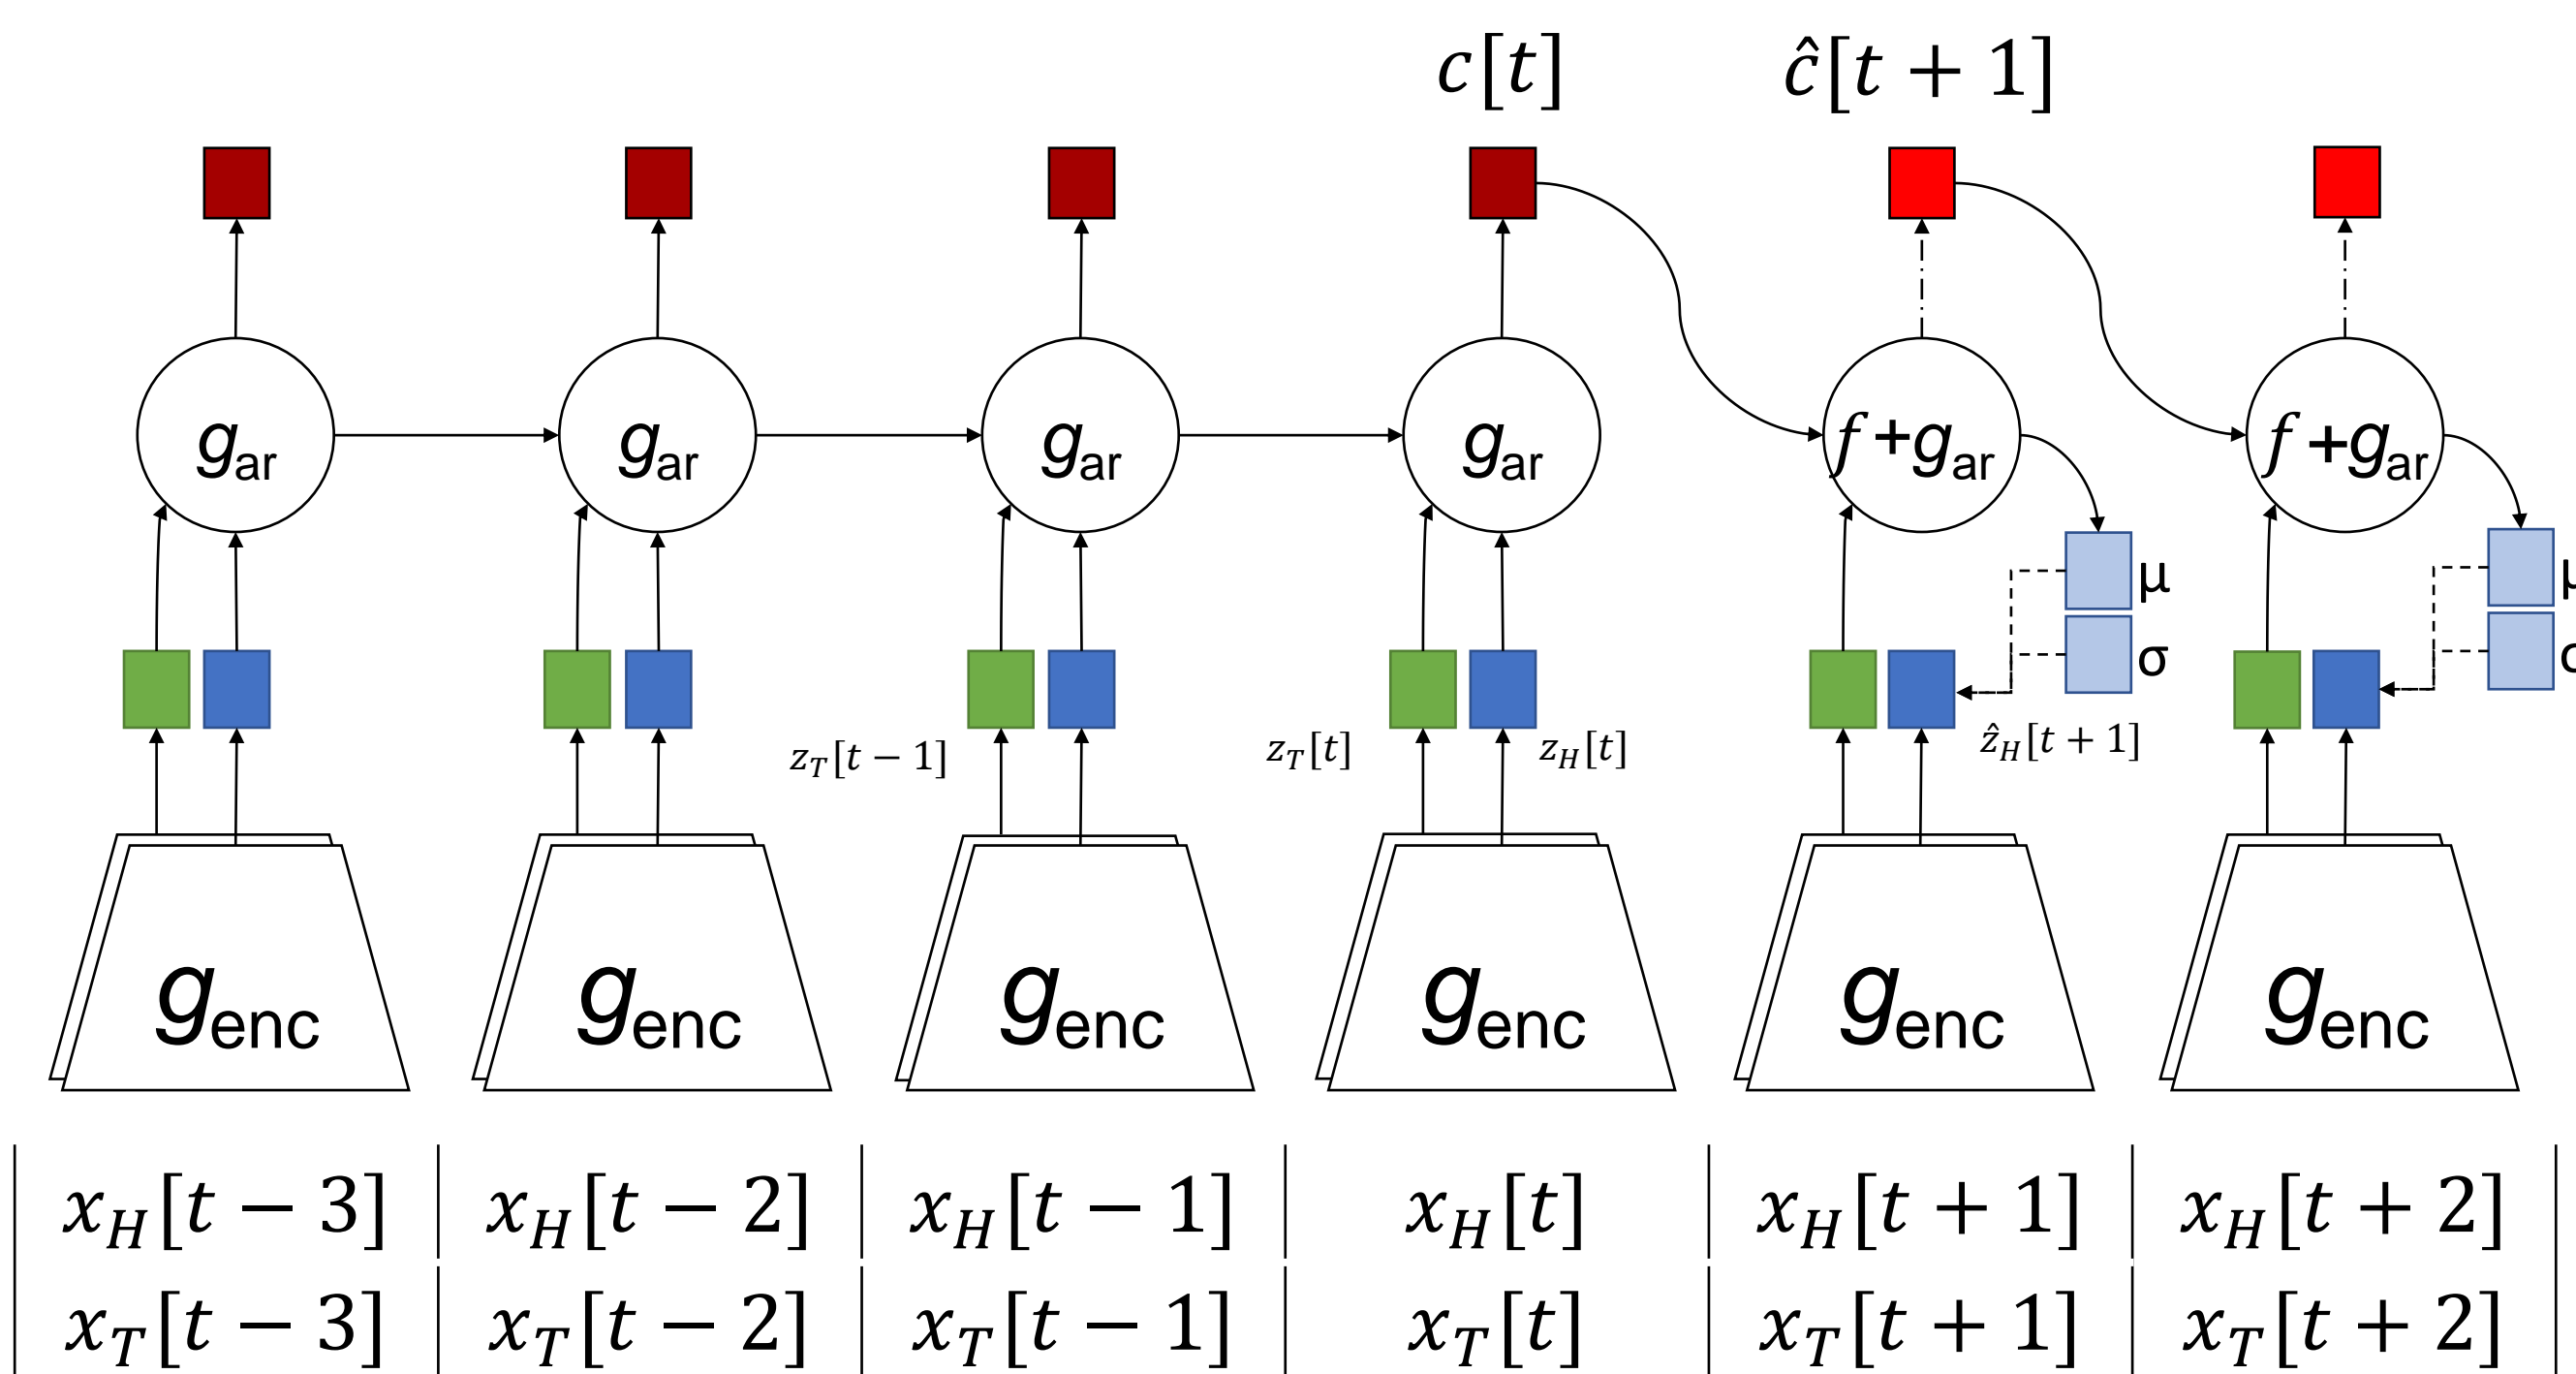 c[t] ĉ[t + 1]
g_ar g_ar g_ar g_ar f+g_ar f+g_ar
μ μ
σ σ
z_T[t − 1] z_T[t] z_H[t] ẑ_H[t + 1]
g_enc g_enc g_enc g_enc g_enc g_enc
x_H[t − 3] x_H[t − 2] x_H[t − 1] x_H[t] x_H[t + 1] x_H[t + 2]
x_T[t − 3] x_T[t − 2] x_T[t − 1] x_T[t] x_T[t + 1] x_T[t + 2]